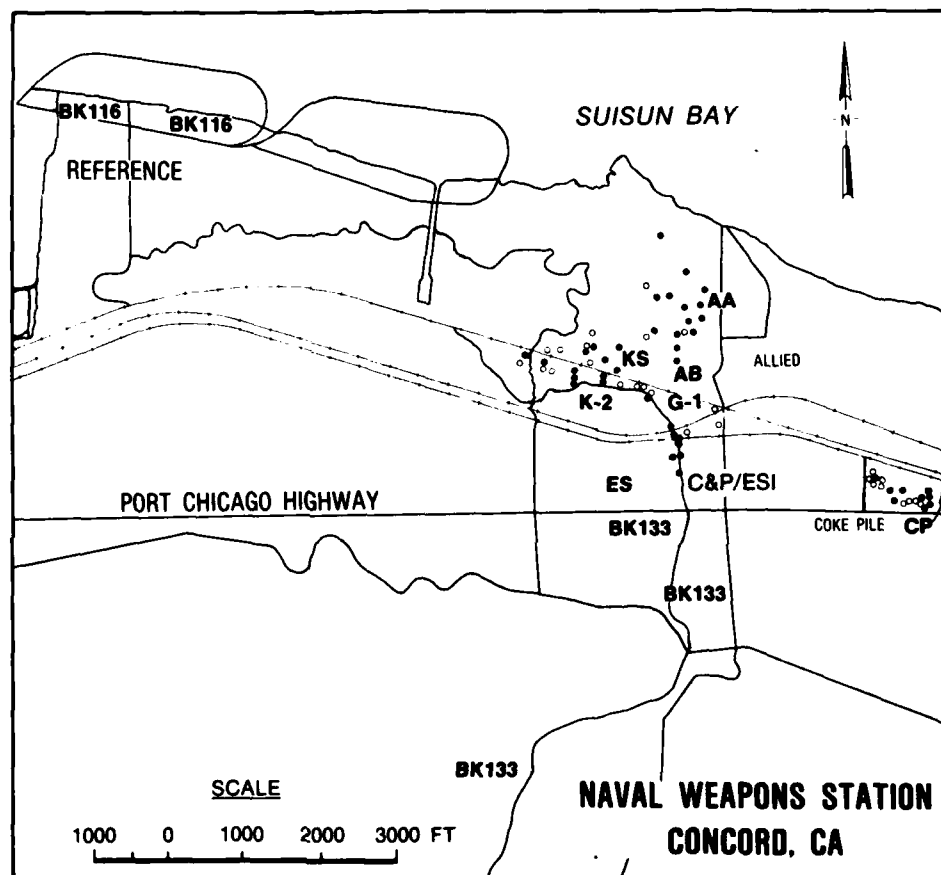 BK116
BK116
SUISUN BAY
N
REFERENCE
AA
KS
ALLIED
AB
K-2
G-1
ES
C&P/ESI
PORT CHICAGO HIGHWAY
BK133
COKE PILE
CP
BK133
BK133
SCALE
1000 0 1000 2000 3000 FT
NAVAL WEAPONS STATION
CONCORD, CA